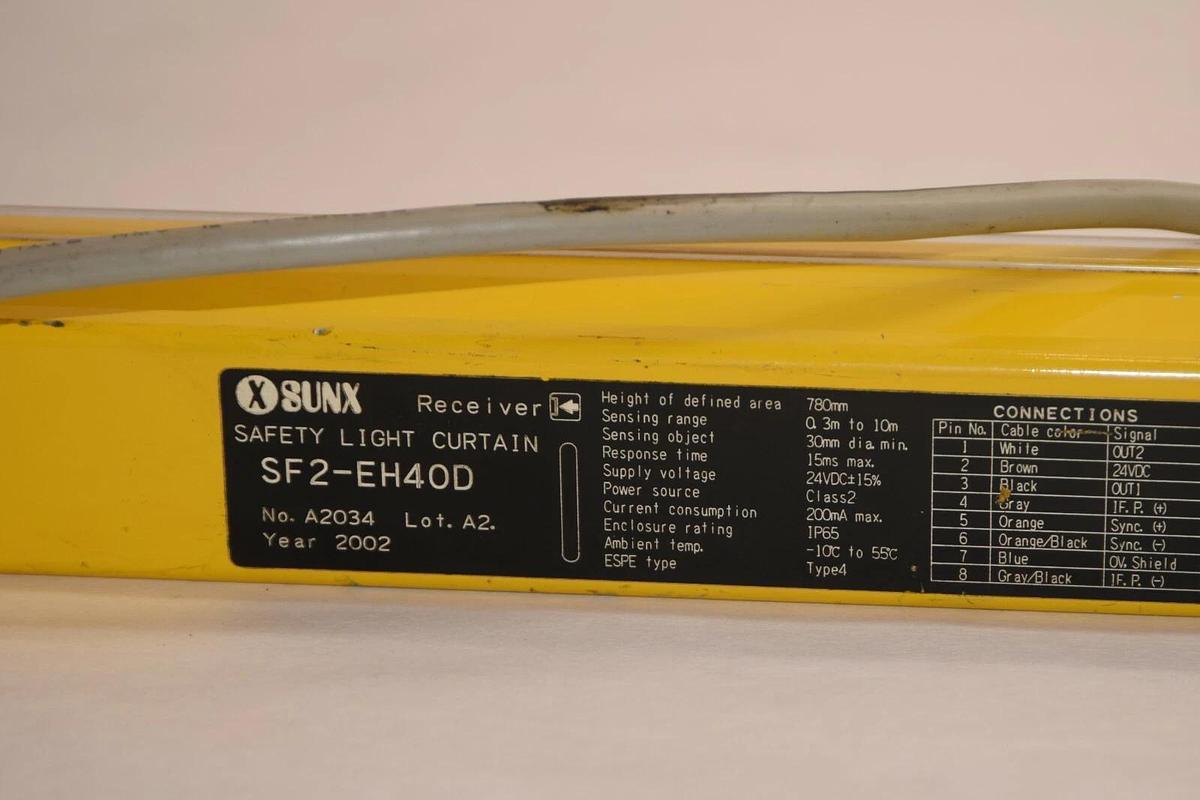 X SUNX
Receiver
SAFETY LIGHT CURTAIN
SF2-EH40D
No. A2034 Lot. A2.
Year 2002
Height of defined area 780mm
Sensing range 0.3m to 10m
Sensing object 30mm dia. min.
Response time 15ms max.
Supply voltage 24VDC±15%
Power source Class2
Current consumption 200mA max.
Enclosure rating IP65
Ambient temp. -10℃ to 55℃
ESPE type Type4
CONNECTIONS
Pin No. Cable color Signal
1 White OUT2
2 Brown 24VDC
3 Black OUT1
4 Gray IF. P. (+)
5 Orange Sync. (+)
6 Orange/Black Sync. (-)
7 Blue 0V. Shield
8 Gray/Black IF. P. (-)